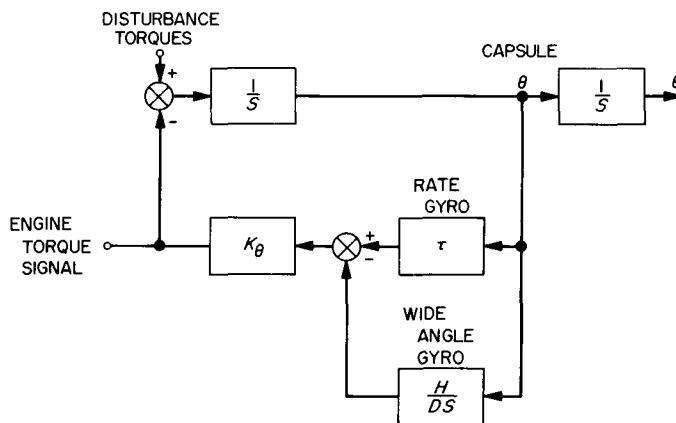 DISTURBANCE
TORQUES
CAPSULE
+
-
1
S
θ
1
S
θ
ENGINE
TORQUE
SIGNAL
Kθ
+
-
RATE
GYRO
τ
WIDE
ANGLE
GYRO
H
DS